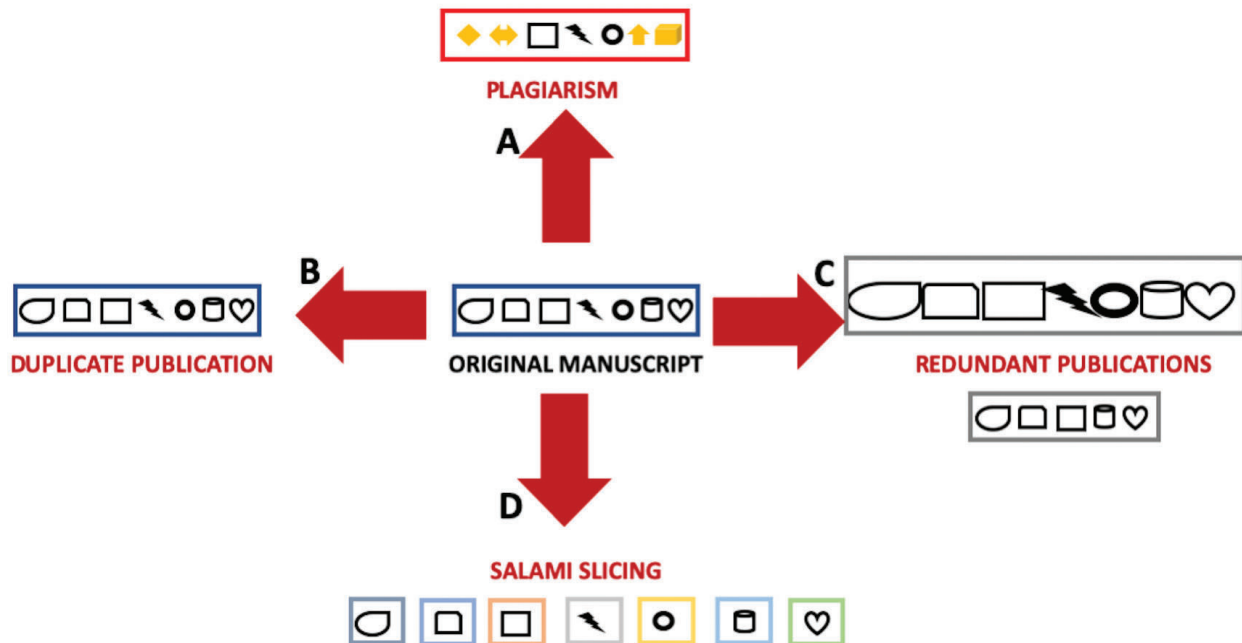 PLAGIARISM
A
B
C
DUPLICATE PUBLICATION
ORIGINAL MANUSCRIPT
REDUNDANT PUBLICATIONS
D
SALAMI SLICING